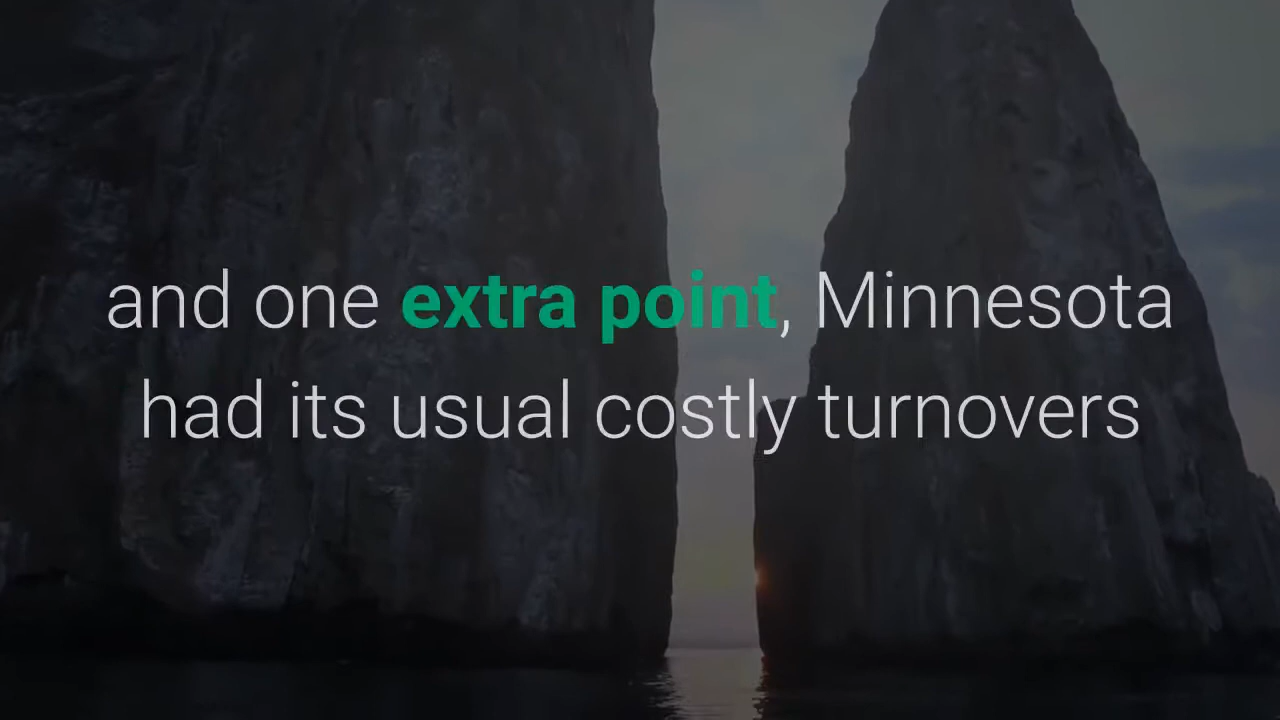 and one extra point, Minnesota
had its usual costly turnovers